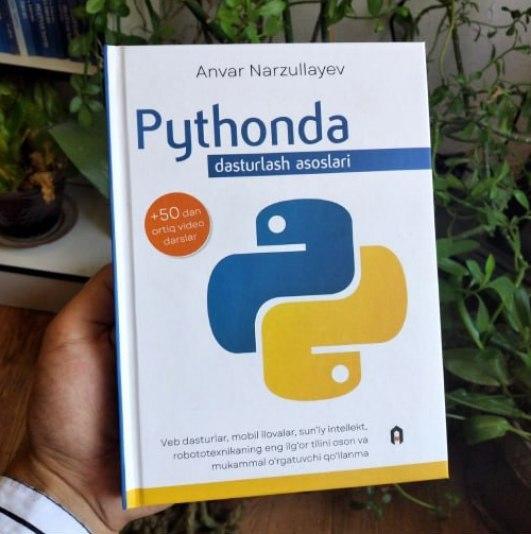 Anvar Narzullayev
Pythonda
dasturlash asoslari
+50 dan
ortiq video
darslar
Veb dasturlar, mobil ilovalar, sun'iy intellekt,
robototexnikaning eng ilg'or tilini oson va
mukammal o'rgatuvchi qo'llanma